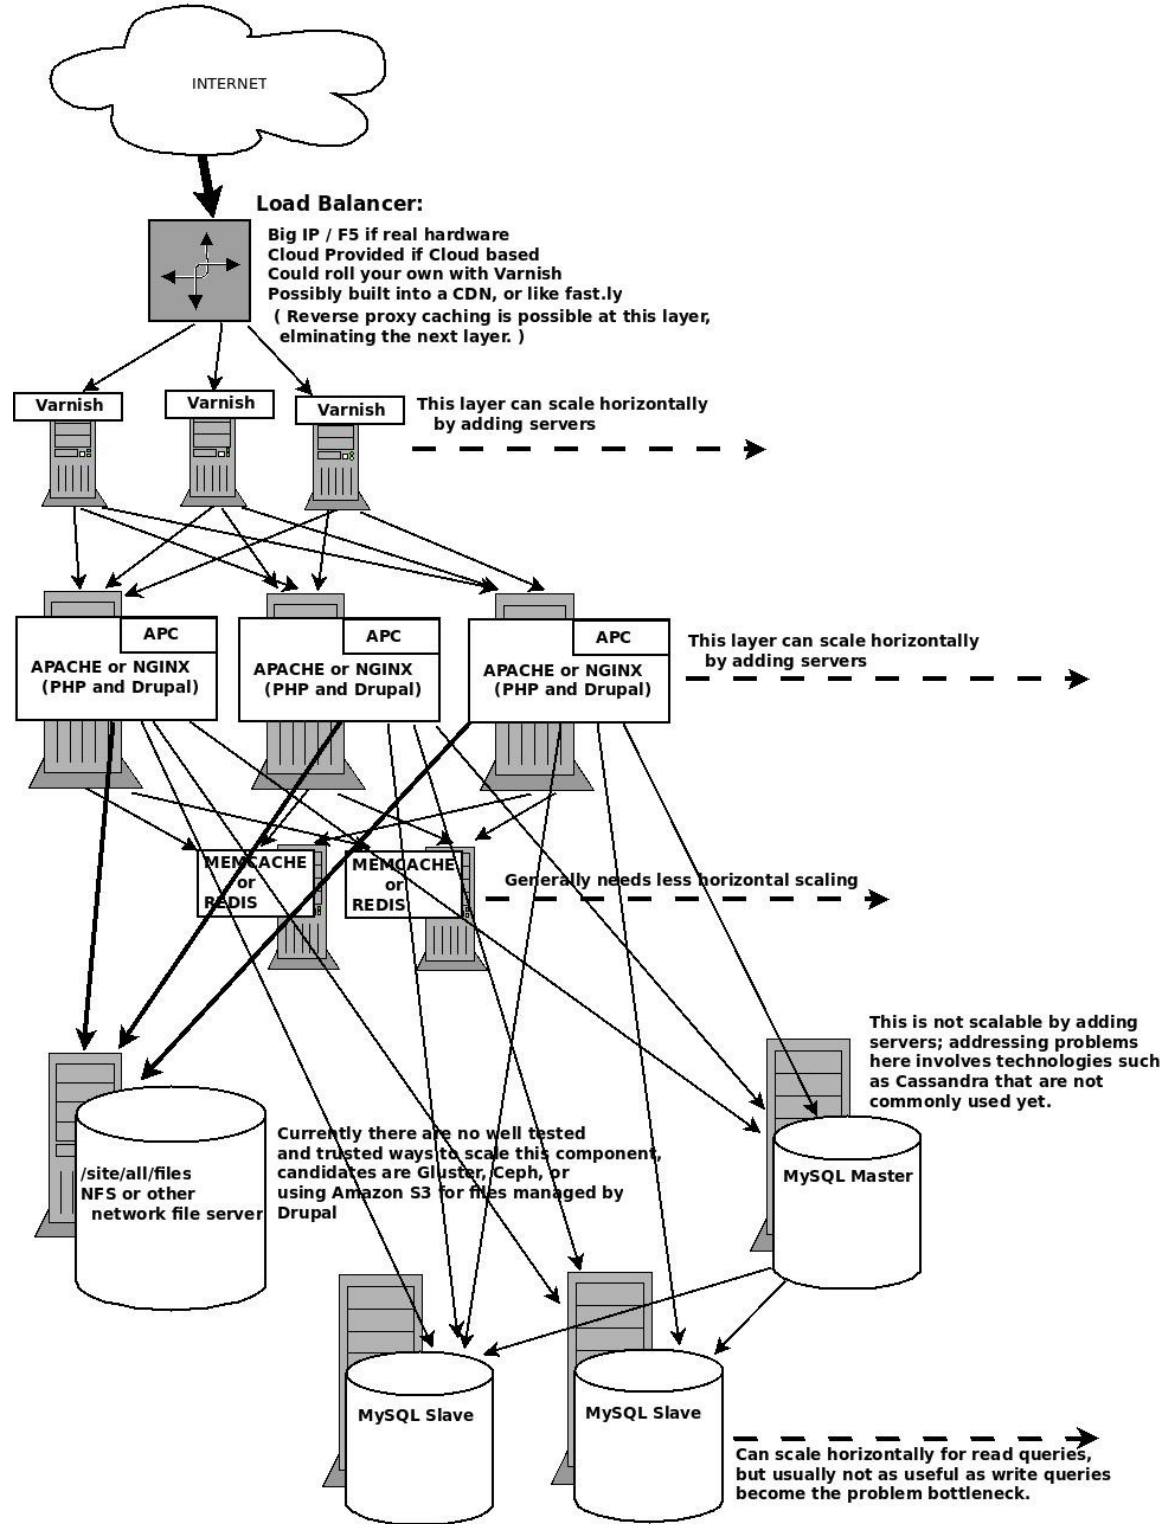 INTERNET
Load Balancer:
Big IP / F5 if real hardware
Cloud Provided if Cloud based
Could roll your own with Varnish
Possibly built into a CDN, or like fast.ly
( Reverse proxy caching is possible at this layer,
elminating the next layer. )
Varnish
Varnish
Varnish
This layer can scale horizontally
by adding servers
APC
APACHE or NGINX
(PHP and Drupal)
APC
APACHE or NGINX
(PHP and Drupal)
APC
APACHE or NGINX
(PHP and Drupal)
This layer can scale horizontally
by adding servers
MEMCACHE
or
REDIS
MEMCACHE
or
REDIS
Generally needs less horizontal scaling
This is not scalable by adding
servers; addressing problems
here involves technologies such
as Cassandra that are not
commonly used yet.
MySQL Master
/site/all/files
NFS or other
network file server
Currently there are no well tested
and trusted ways to scale this component,
candidates are Gluster, Ceph, or
using Amazon S3 for files managed by
Drupal
MySQL Slave
MySQL Slave
Can scale horizontally for read queries,
but usually not as useful as write queries
become the problem bottleneck.